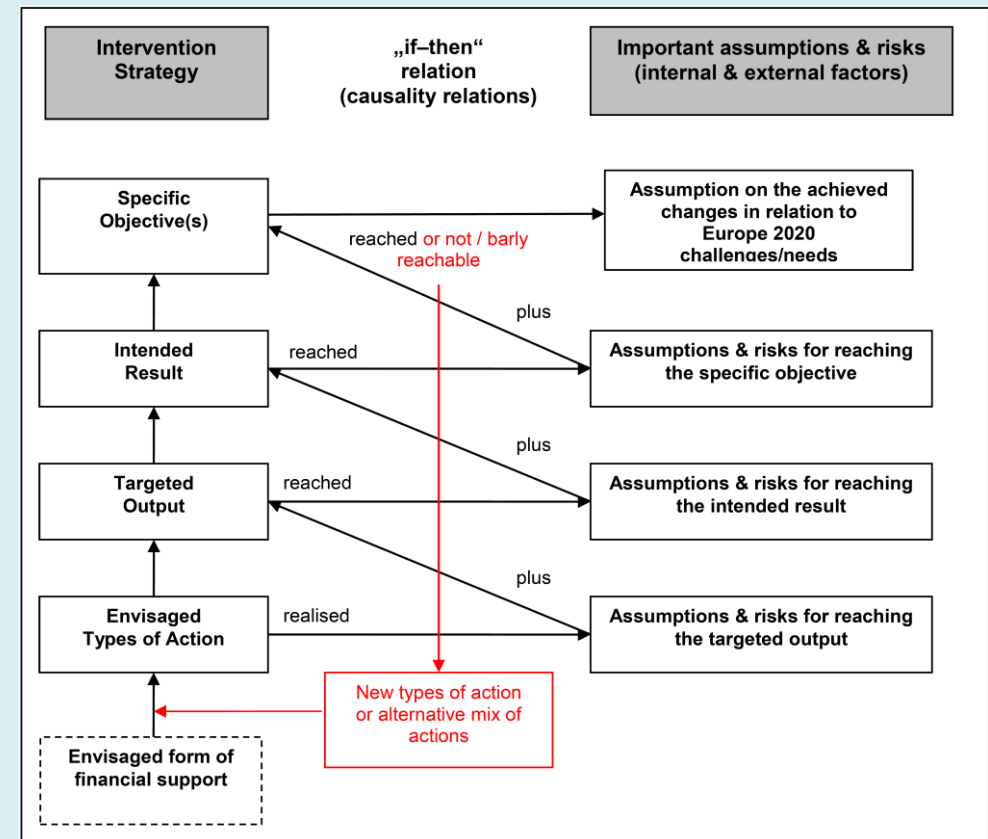 Intervention
Strategy
„if–then“
relation
(causality relations)
Important assumptions & risks
(internal & external factors)
Specific
Objective(s)
Assumption on the achieved
changes in relation to
Europe 2020
challenges/needs
reached or not / barly
reachable
plus
Intended
Result
reached
Assumptions & risks for reaching
the specific objective
plus
Targeted
Output
reached
Assumptions & risks for reaching
the intended result
plus
Envisaged
Types of Action
realised
Assumptions & risks for reaching
the targeted output
New types of action
or alternative mix of
actions
Envisaged form of
financial support